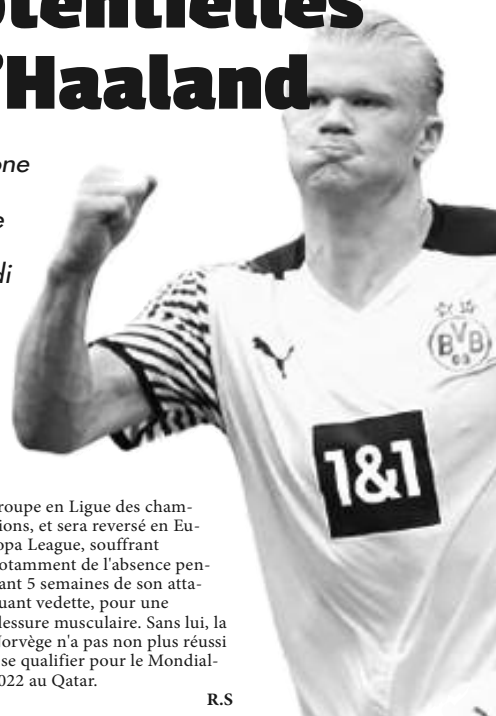 otentielles
'Haaland
one
e
di
roupe en Ligue des cham-
ions, et sera reversé en Eu-
opa League, souffrant
otamment de l'absence pen-
ant 5 semaines de son atta-
uant vedette, pour une
lessure musculaire. Sans lui, la
Norvège n'a pas non plus réussi
se qualifier pour le Mondial-
022 au Qatar.
R.S
BVB
09
1&1